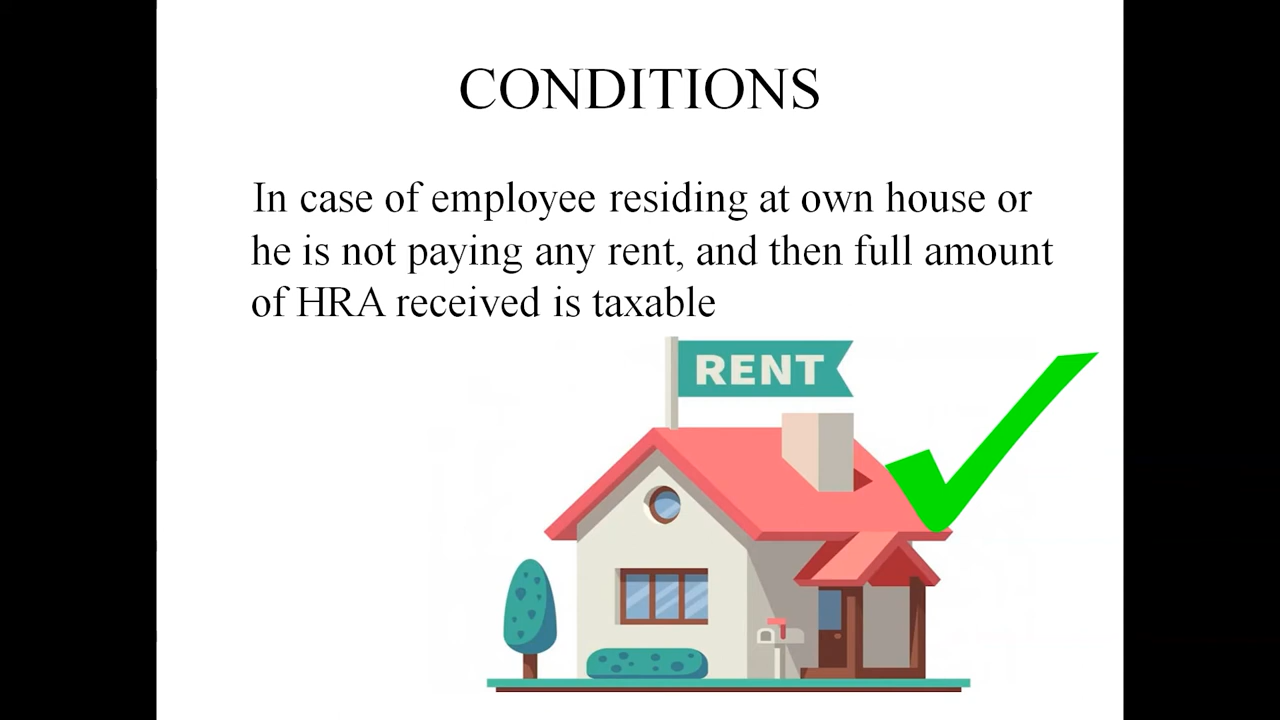 CONDITIONS
In case of employee residing at own house or
he is not paying any rent, and then full amount
of HRA received is taxable
RENT